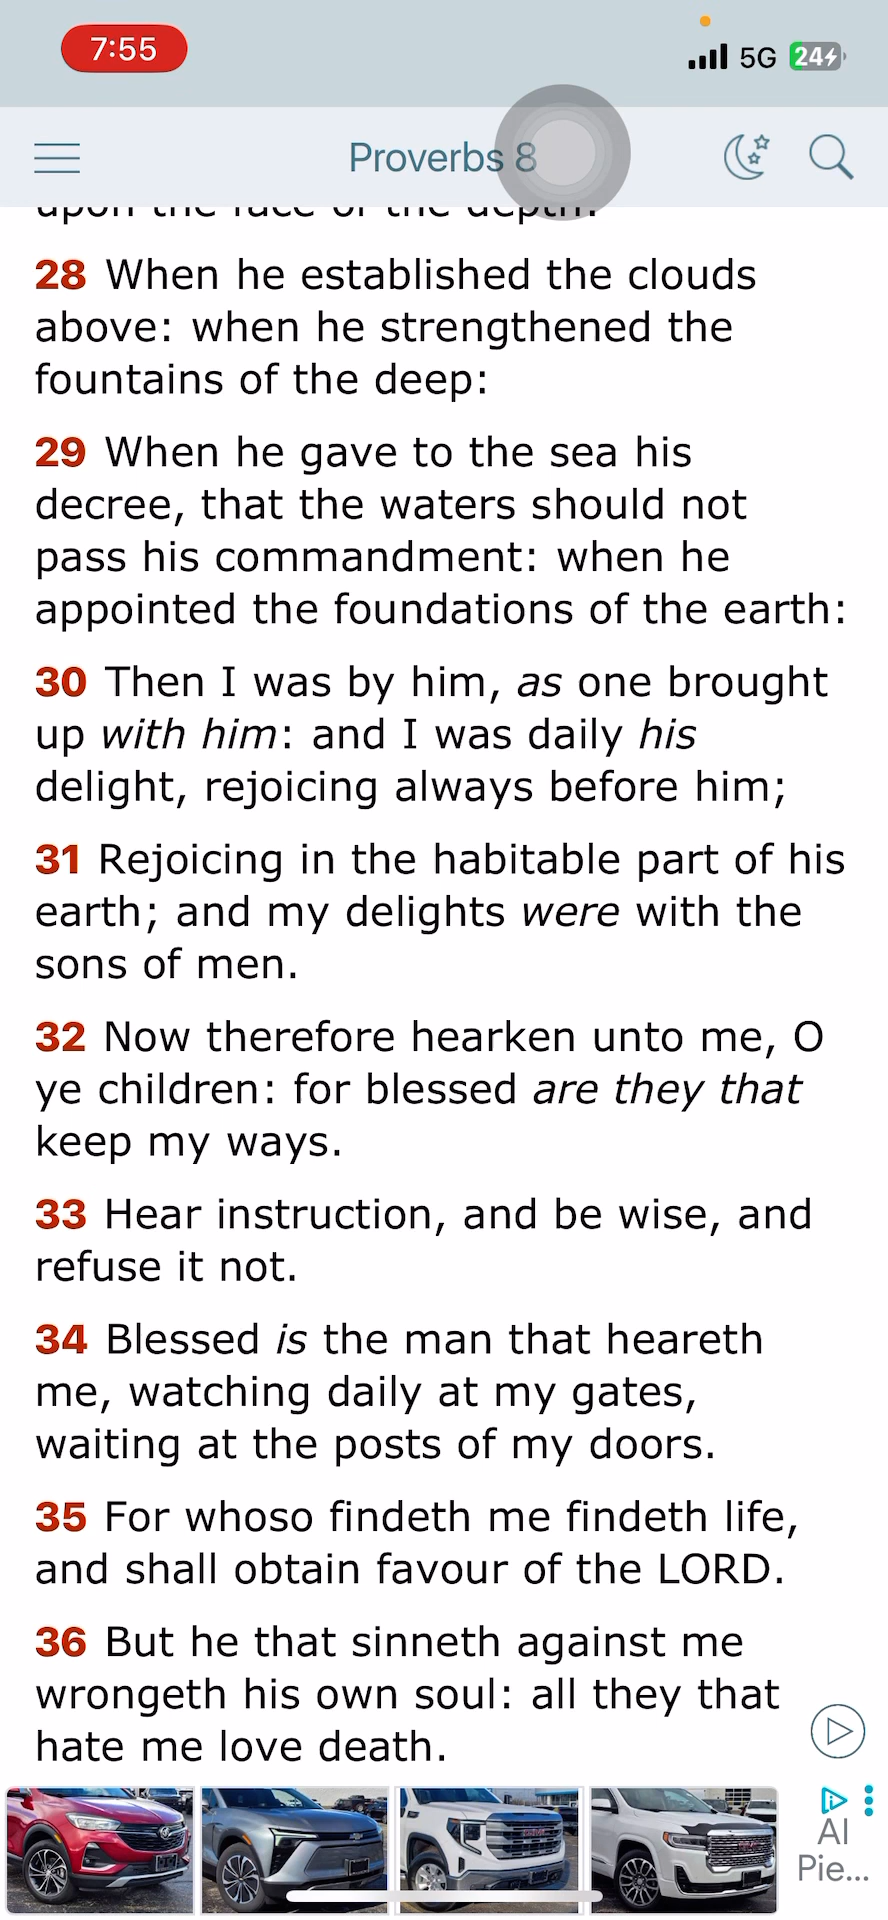 7:55
5G 24
Proverbs 8
upon the face of the depth:
28 When he established the clouds
above: when he strengthened the
fountains of the deep:
29 When he gave to the sea his
decree, that the waters should not
pass his commandment: when he
appointed the foundations of the earth:
30 Then I was by him, as one brought
up with him: and I was daily his
delight, rejoicing always before him;
31 Rejoicing in the habitable part of his
earth; and my delights were with the
sons of men.
32 Now therefore hearken unto me, O
ye children: for blessed are they that
keep my ways.
33 Hear instruction, and be wise, and
refuse it not.
34 Blessed is the man that heareth
me, watching daily at my gates,
waiting at the posts of my doors.
35 For whoso findeth me findeth life,
and shall obtain favour of the LORD.
36 But he that sinneth against me
wrongeth his own soul: all they that
hate me love death.
Al
Pie...